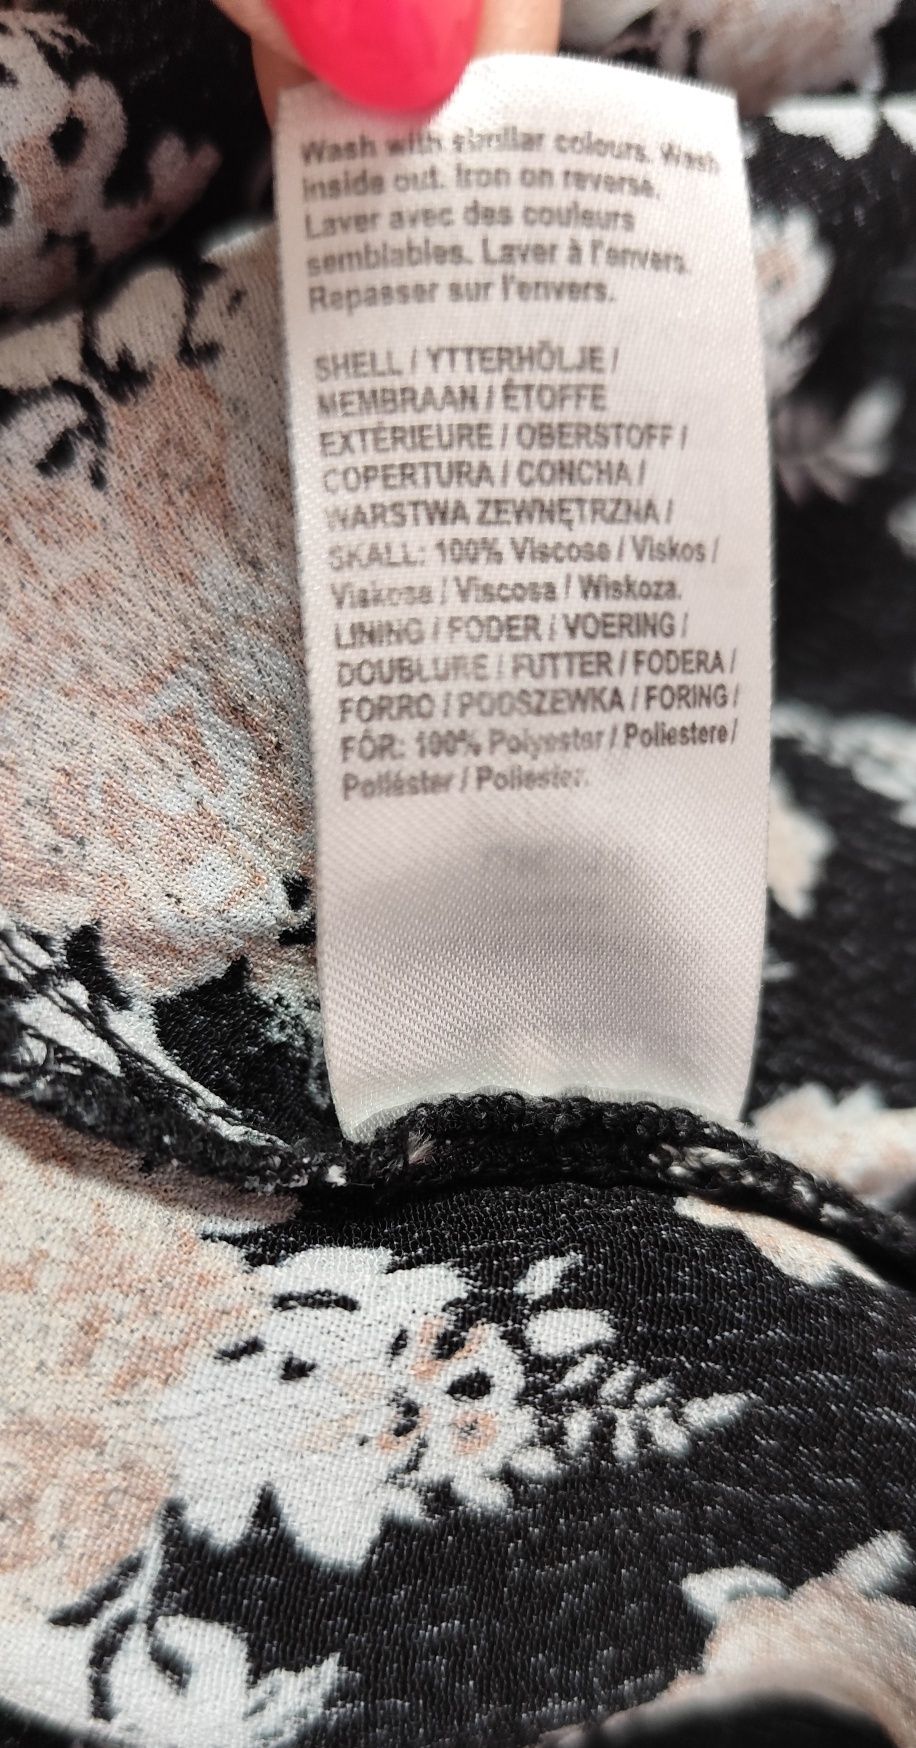 Wash with similar colours. Wash
inside out. Iron on reverse.
Laver avec des couleurs
semblables. Laver à l'envers.
Repasser sur l'envers.
SHELL / YTTERHÖLJE /
MEMBRAAN / ÉTOFFE
EXTÉRIEURE / OBERSTOFF /
COPERTURA / CONCHA /
WARSTWA ZEWNĘTRZNA /
SKALL: 100% Viscose / Viskos /
Viskose / Viscosa / Wiskoza.
LINING / FODER / VOERING /
DOUBLURE / FUTTER / FODERA /
FORRO / PODSZEWKA / FORING /
FÓR: 100% Polyester / Poliestere /
Poliéster / Poliester.